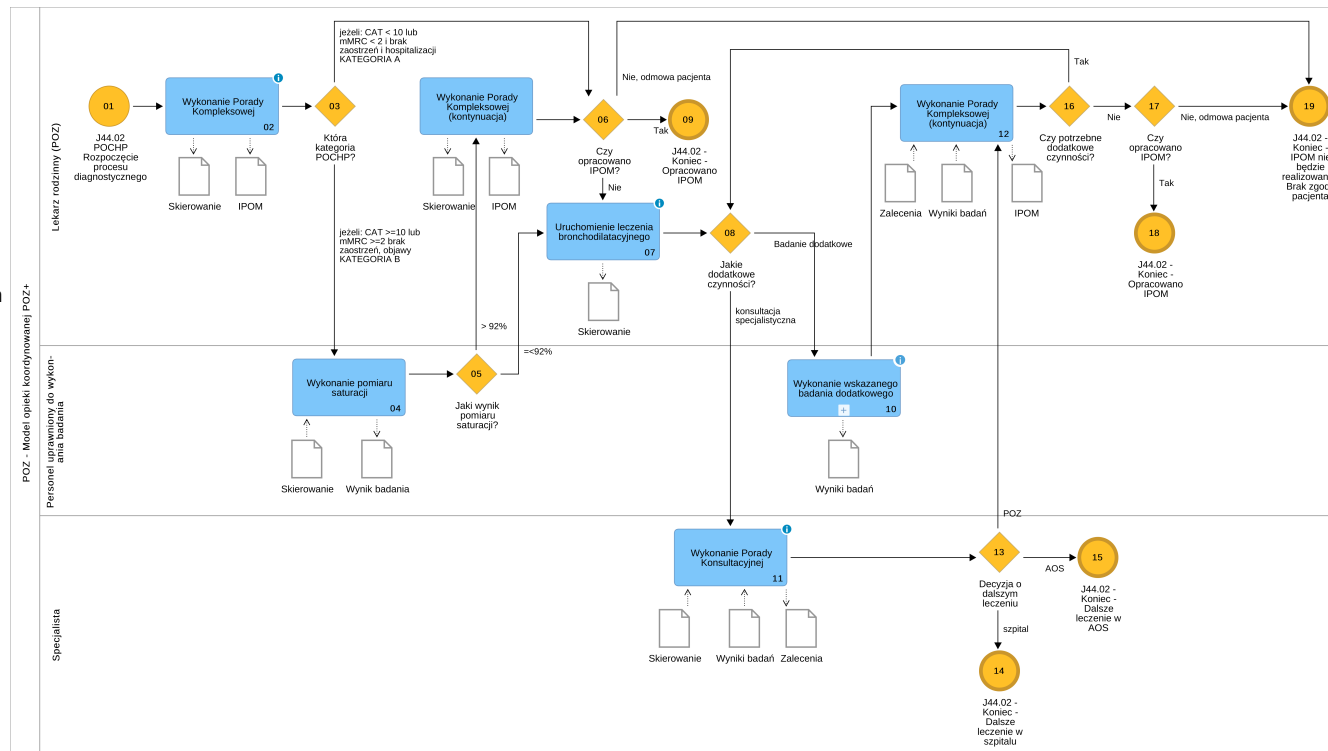 POZ - Model opieki koordynowanej POZ+
Lekarz rodzinny (POZ)
01
J44.02
POCHP
Rozpoczęcie
procesu
diagnostycznego
Wykonanie Porady
Kompleksowej
02
Skierowanie
IPOM
03
Która
kategoria
POCHP?
jeżeli: CAT < 10 lub
mMRC < 2 i brak
zaostrzeń i hospitalizacji
KATEGORIA A
jeżeli: CAT >=10 lub
mMRC >=2 brak
zaostrzeń, objawy
KATEGORIA B
Wykonanie Porady
Kompleksowej
(kontynuacja)
Skierowanie
IPOM
06
Czy
opracowano
IPOM?
Nie, odmowa pacjenta
Tak
Nie
09
J44.02 -
Koniec -
Opracowano
IPOM
Uruchomienie leczenia
bronchodilatacyjnego
07
Skierowanie
08
Jakie
dodatkowe
czynności?
Badanie dodatkowe
konsultacja
specjalistyczna
Wykonanie Porady
Kompleksowej
(kontynuacja)
12
Zalecenia
Wyniki badań
IPOM
16
Czy potrzebne
dodatkowe
czynności?
Tak
Nie
17
Czy
opracowano
IPOM?
Nie, odmowa pacjenta
Tak
18
J44.02 -
Koniec -
Opracowano
IPOM
19
J44.02 -
Koniec -
IPOM nie
będzie
Brak
pacjenta
Personel uprawniony do wykon-
ania badania
Wykonanie pomiaru
saturacji
04
Skierowanie
Wynik badania
05
Jaki wynik
pomiaru
saturacji?
> 92%
=<92%
Wykonanie wskazanego
badania dodatkowego
+
10
Wyniki badań
Specjalista
Wykonanie Porady
Konsultacyjnej
11
Skierowanie
Wyniki badań
Zalecenia
13
Decyzja o
dalszym
leczeniu
POZ
AOS
szpital
15
J44.02 -
Koniec -
Dalsze
leczenie w
AOS
14
J44.02 -
Koniec -
Dalsze
leczenie w
szpitalu